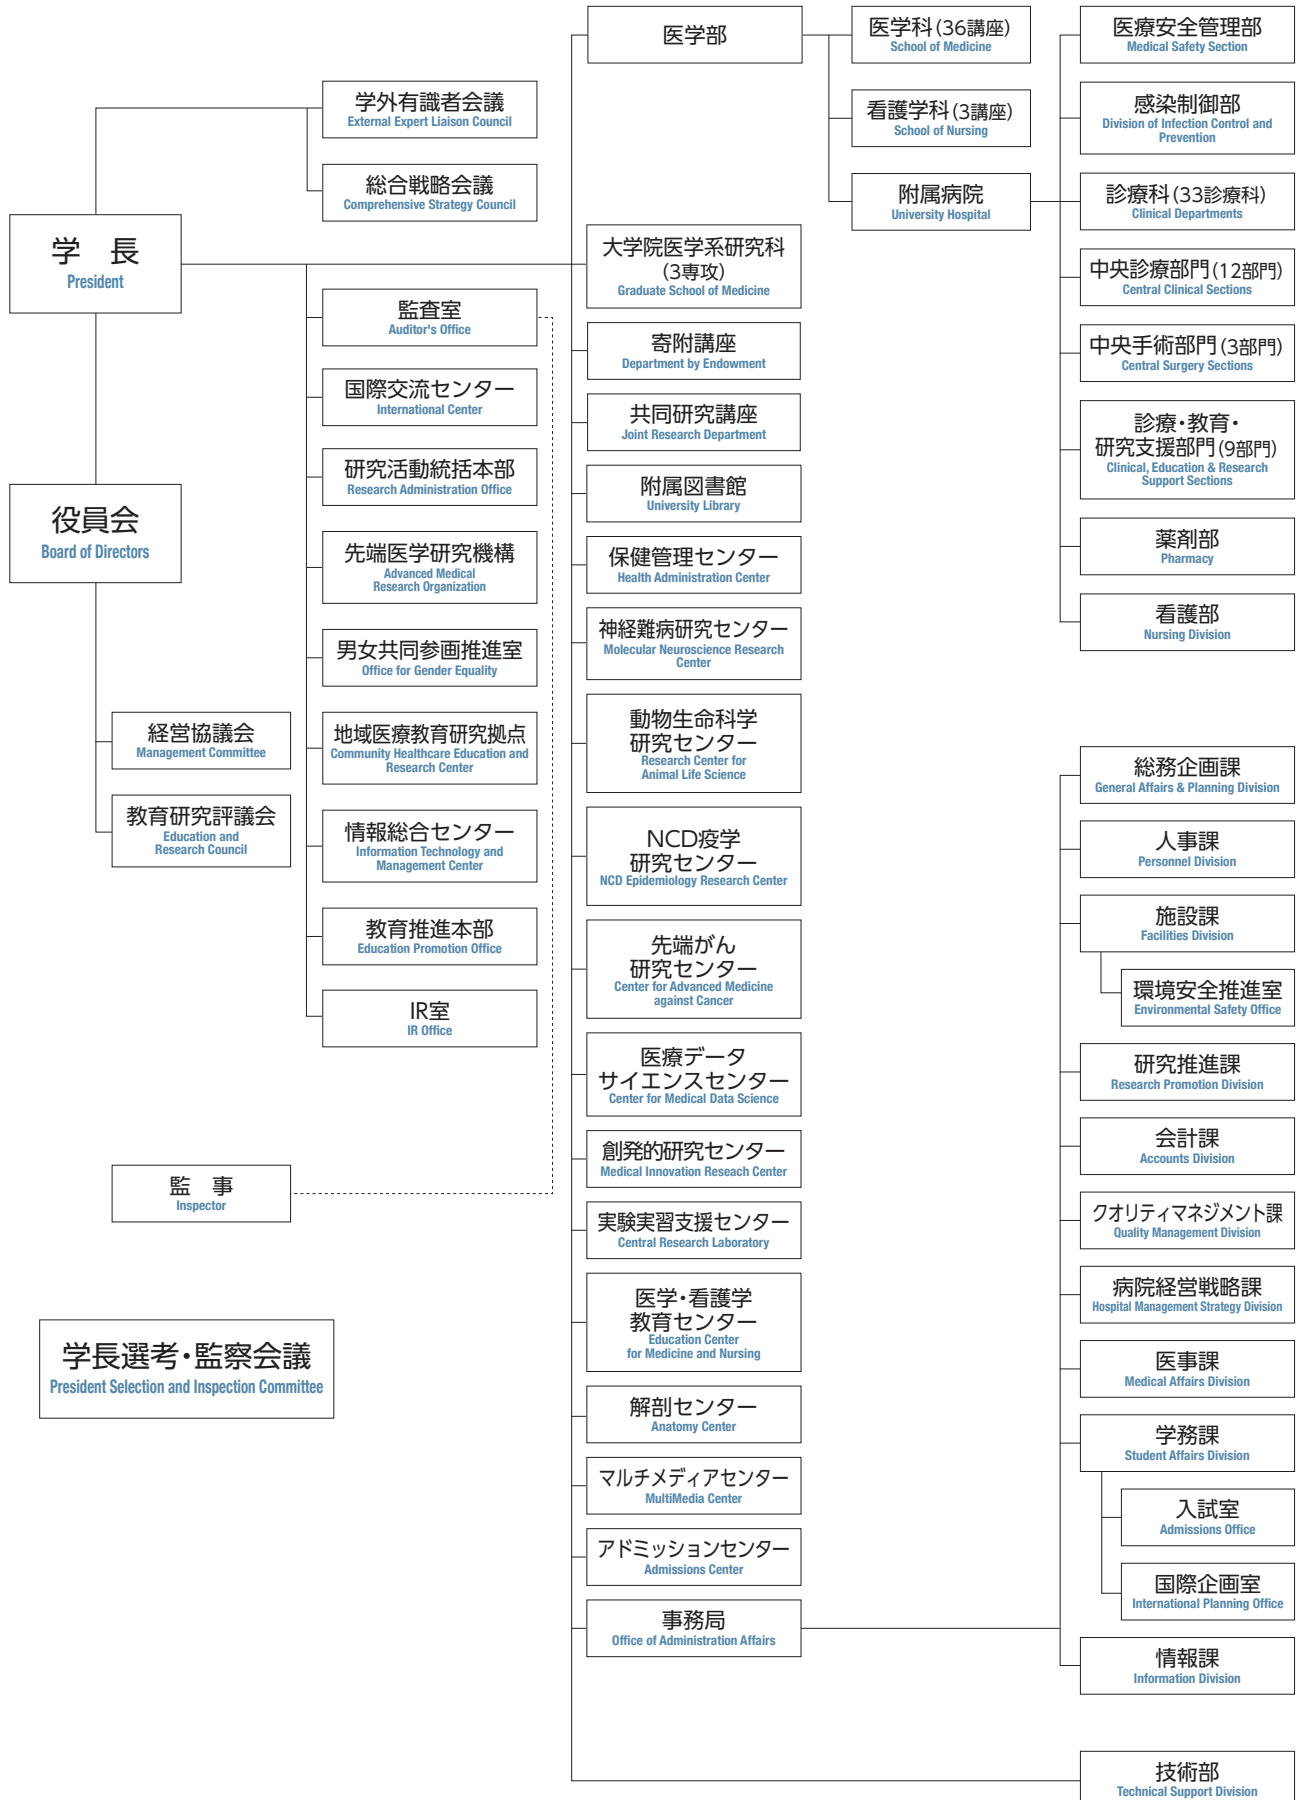 学　長
President
役員会
Board of Directors
経営協議会
Management Committee
教育研究評議会
Education and
Research Council
監　事
Inspector
学長選考・監察会議
President Selection and Inspection Committee
学外有識者会議
External Expert Liaison Council
総合戦略会議
Comprehensive Strategy Council
監査室
Auditor's Office
国際交流センター
International Center
研究活動統括本部
Research Administration Office
先端医学研究機構
Advanced Medical
Research Organization
男女共同参画推進室
Office for Gender Equality
地域医療教育研究拠点
Community Healthcare Education and
Research Center
情報総合センター
Information Technology and
Management Center
教育推進本部
Education Promotion Office
IR室
IR Office
医学部
大学院医学系研究科
(3専攻)
Graduate School of Medicine
寄附講座
Department by Endowment
共同研究講座
Joint Research Department
附属図書館
University Library
保健管理センター
Health Administration Center
神経難病研究センター
Molecular Neuroscience Research
Center
動物生命科学
研究センター
Research Center for
Animal Life Science
NCD疫学
研究センター
NCD Epidemiology Research Center
先端がん
研究センター
Center for Advanced Medicine
against Cancer
医療データ
サイエンスセンター
Center for Medical Data Science
創発的研究センター
Medical Innovation Reseach Center
実験実習支援センター
Central Research Laboratory
医学・看護学
教育センター
Education Center
for Medicine and Nursing
解剖センター
Anatomy Center
マルチメディアセンター
MultiMedia Center
アドミッションセンター
Admissions Center
事務局
Office of Administration Affairs
医学科(36講座)
School of Medicine
看護学科(3講座)
School of Nursing
附属病院
University Hospital
医療安全管理部
Medical Safety Section
感染制御部
Division of Infection Control and
Prevention
診療科(33診療科)
Clinical Departments
中央診療部門(12部門)
Central Clinical Sections
中央手術部門(3部門)
Central Surgery Sections
診療・教育・
研究支援部門(9部門)
Clinical, Education & Research
Support Sections
薬剤部
Pharmacy
看護部
Nursing Division
総務企画課
General Affairs & Planning Division
人事課
Personnel Division
施設課
Facilities Division
環境安全推進室
Environmental Safety Office
研究推進課
Research Promotion Division
会計課
Accounts Division
クオリティマネジメント課
Quality Management Division
病院経営戦略課
Hospital Management Strategy Division
医事課
Medical Affairs Division
学務課
Student Affairs Division
入試室
Admissions Office
国際企画室
International Planning Office
情報課
Information Division
技術部
Technical Support Division